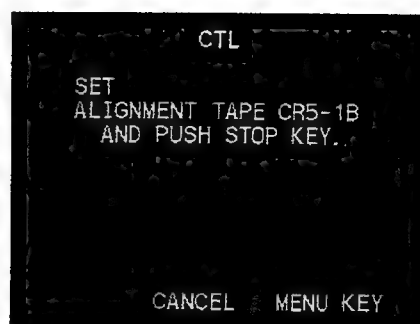 CTL
SET
ALIGNMENT TAPE CR5-1B
AND PUSH STOP KEY.
CANCEL MENU KEY